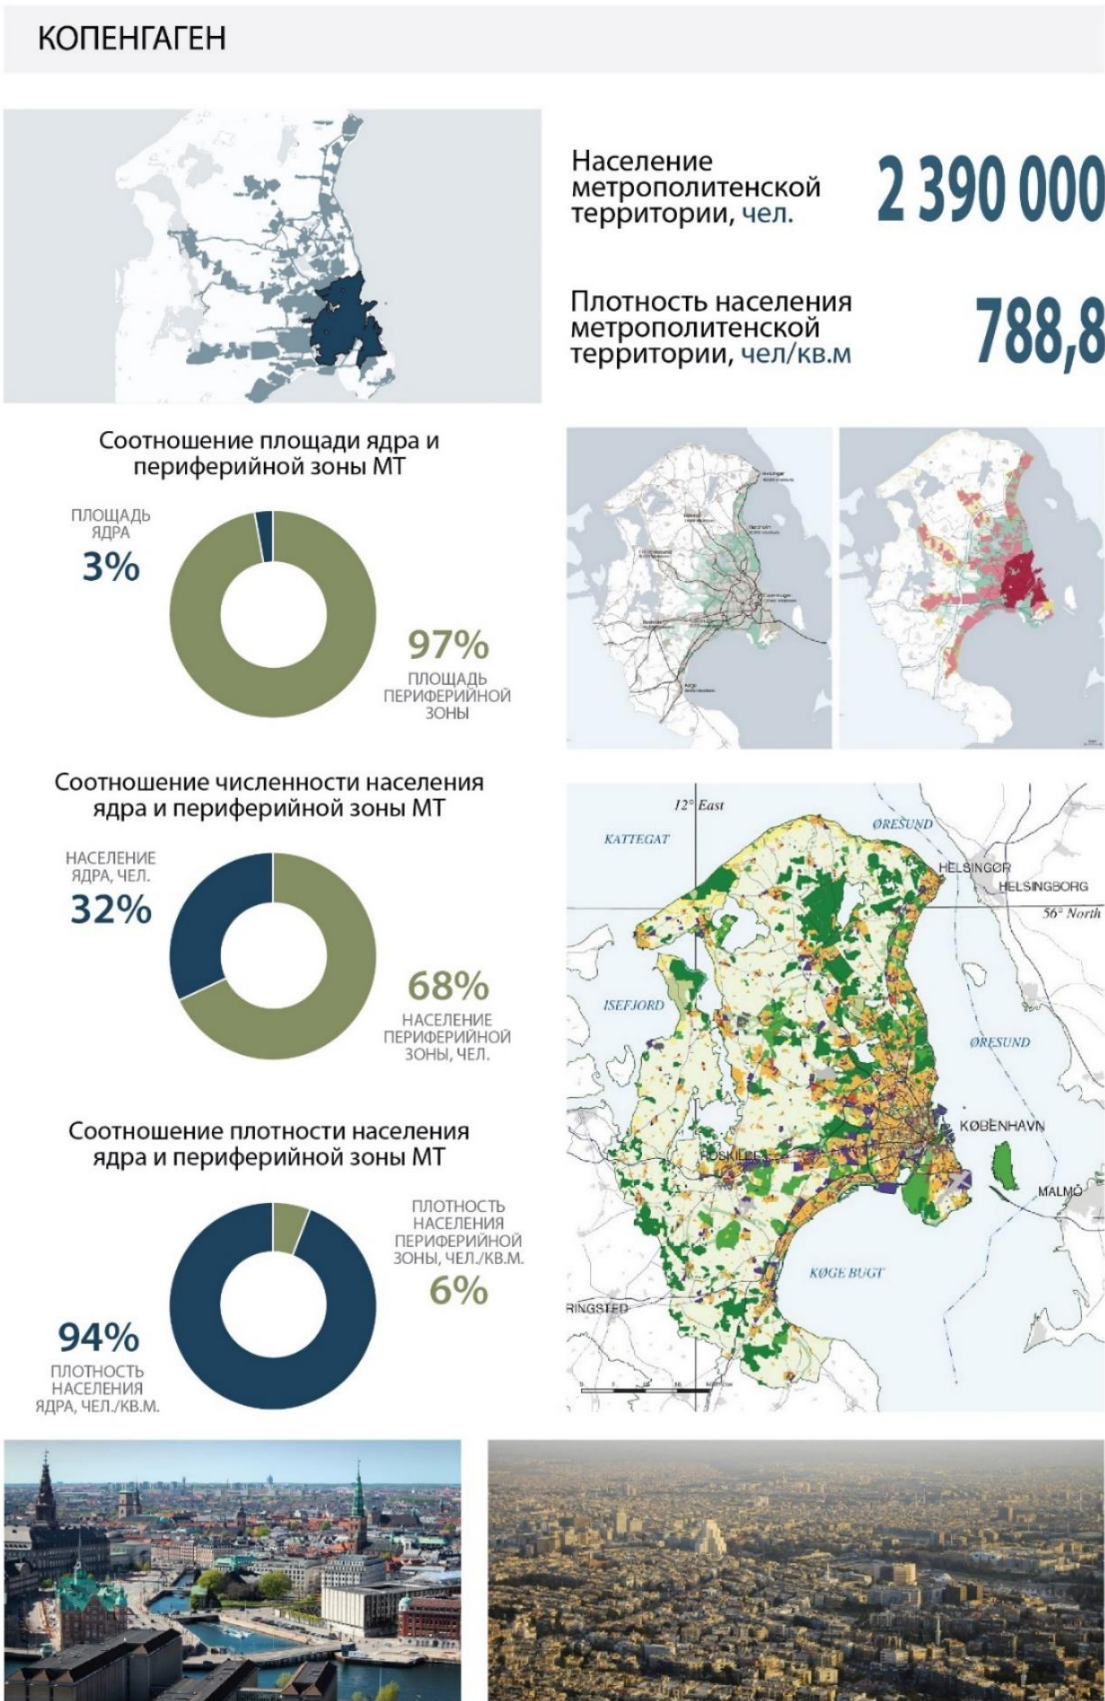 КОПЕНГАГЕН
Население
метрополитенской
территории, чел.
2 390 000
Плотность населения
метрополитенской
территории, чел/кв.м
788,8
Соотношение площади ядра и
периферийной зоны МТ
ПЛОЩАДЬ
ЯДРА
3%
97%
ПЛОЩАДЬ
ПЕРИФЕРИЙНОЙ
ЗОНЫ
Соотношение численности населения
ядра и периферийной зоны МТ
НАСЕЛЕНИЕ
ЯДРА, ЧЕЛ.
32%
68%
НАСЕЛЕНИЕ
ПЕРИФЕРИЙНОЙ
ЗОНЫ, ЧЕЛ.
Соотношение плотности населения
ядра и периферийной зоны МТ
ПЛОТНОСТЬ
НАСЕЛЕНИЯ
ПЕРИФЕРИЙНОЙ
ЗОНЫ, ЧЕЛ./КВ.М.
6%
94%
ПЛОТНОСТЬ
НАСЕЛЕНИЯ
ЯДРА, ЧЕЛ./КВ.М.
12° East
KATTEGAT
ØRESUND
HELSINGØR
HELSINGBORG
56° North
ISEFJORD
ØRESUND
KØBENHAVN
ROSKILDE
MALMÖ
KØGE BUGT
RINGSTED